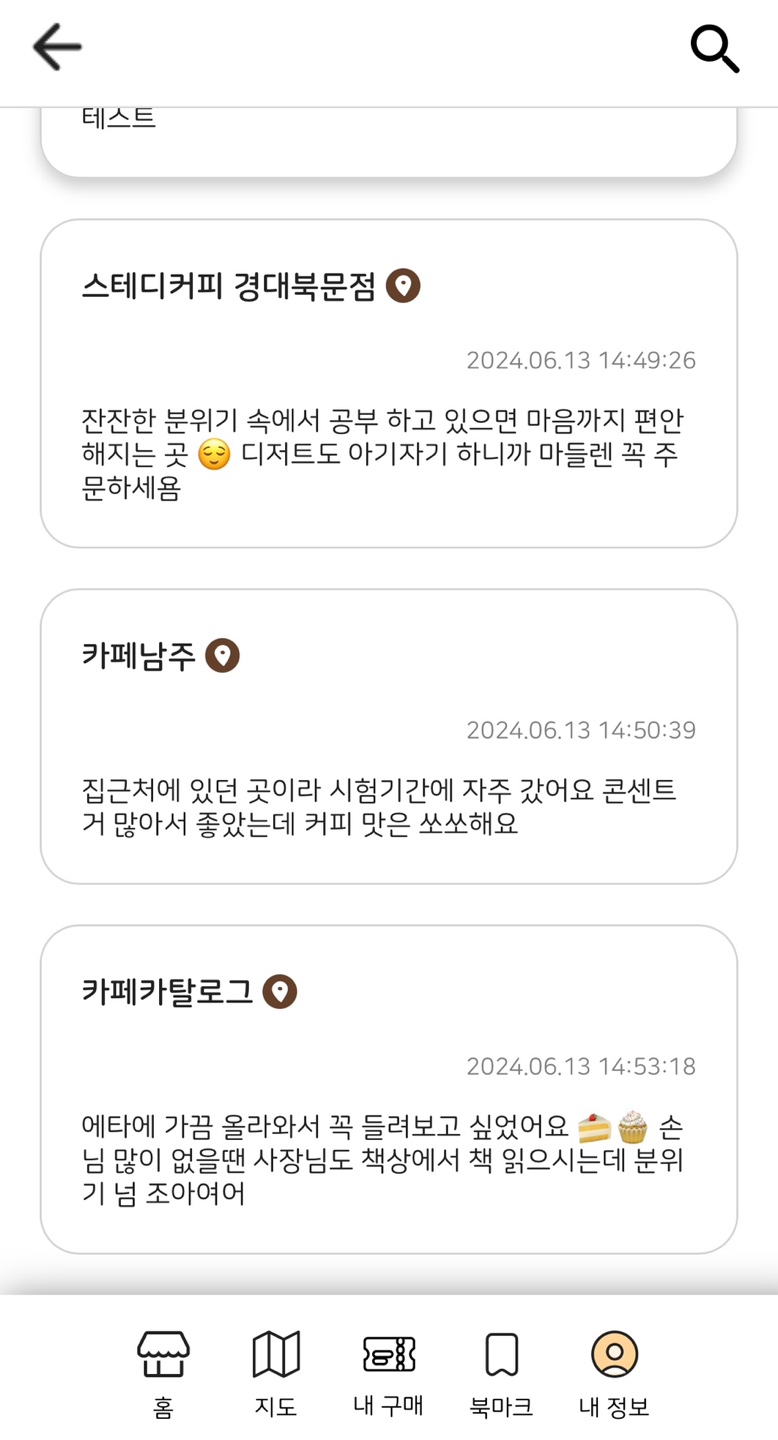 테스트
스테디커피 경대북문점
2024.06.13 14:49:26
잔잔한 분위기 속에서 공부 하고 있으면 마음까지 편안
해지는 곳 😌 디저트도 아기자기 하니까 마들렌 꼭 주
문하세욤
카페남주
2024.06.13 14:50:39
집근처에 있던 곳이라 시험기간에 자주 갔어요 콘센트
거 많아서 좋았는데 커피 맛은 쏘쏘해요
카페카탈로그
2024.06.13 14:53:18
에타에 가끔 올라와서 꼭 들려보고 싶었어요 🍰🧁 손
님 많이 없을땐 사장님도 책상에서 책 읽으시는데 분위
기 넘 조아여어
홈 지도 내 구매 북마크 내 정보